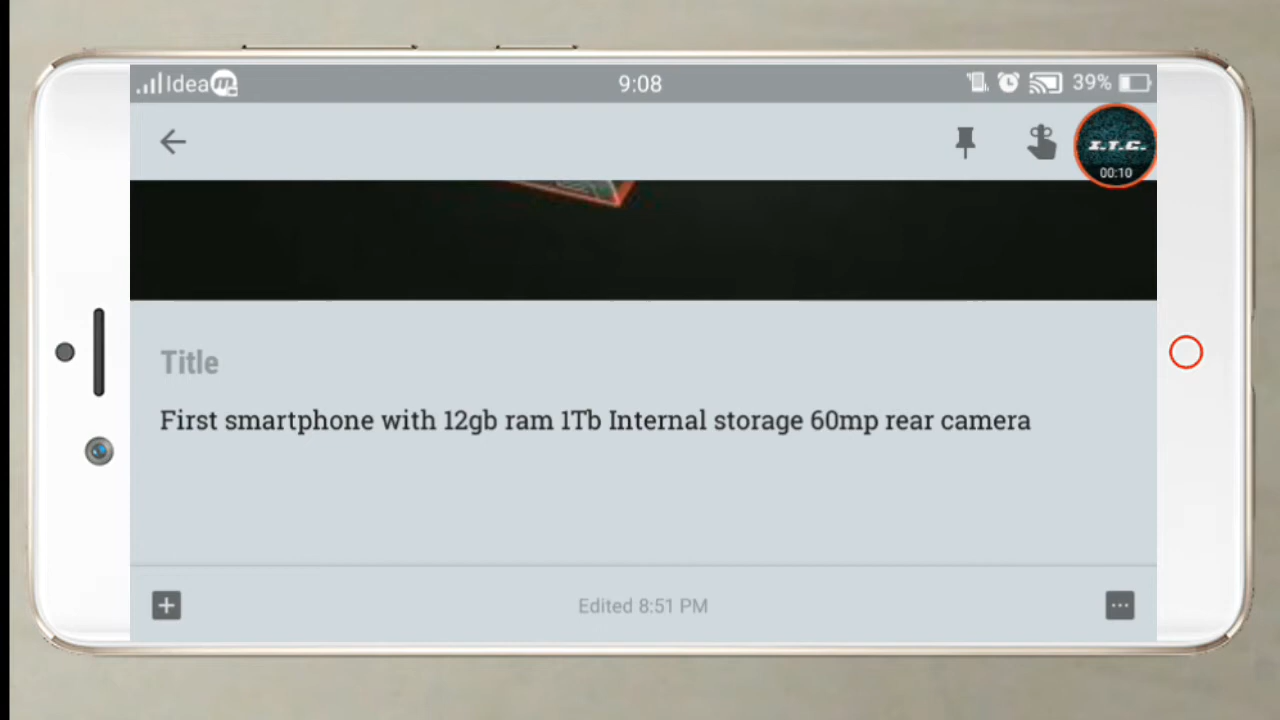 Idea
9:08
39%
I.T.C.
00:10
Title
First smartphone with 12gb ram 1Tb Internal storage 60mp rear camera
Edited 8:51 PM